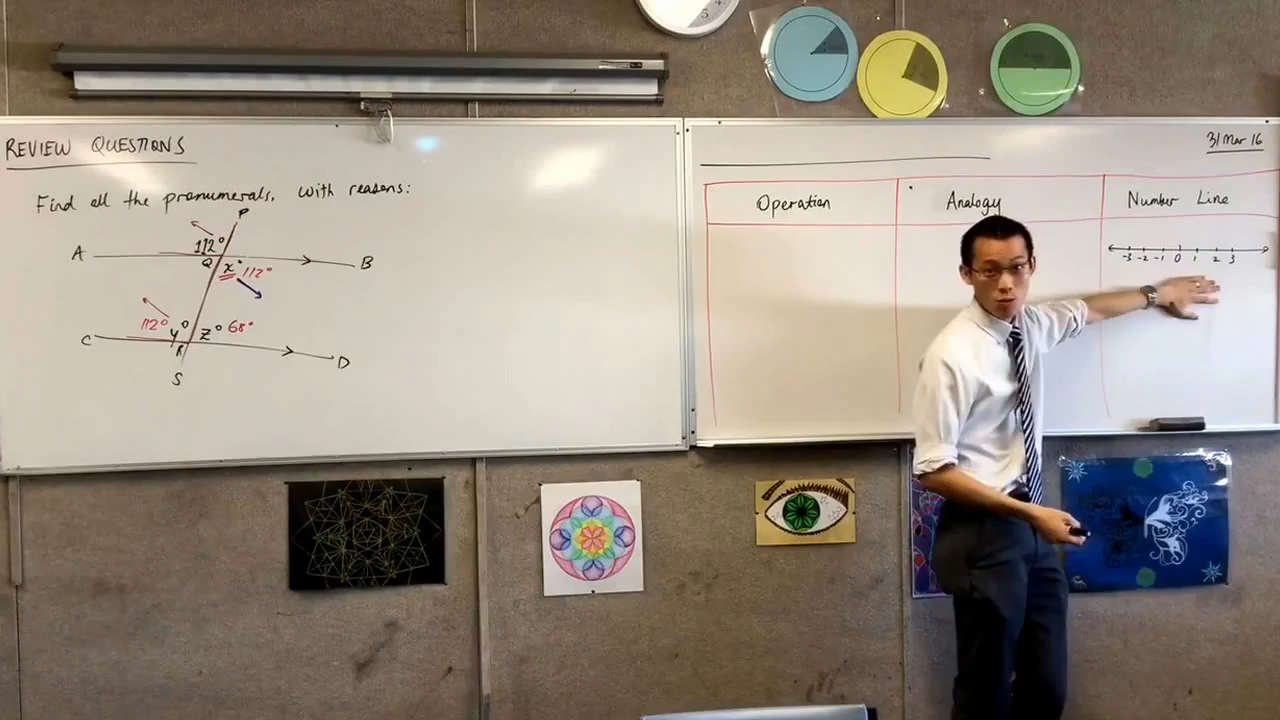 REVIEW QUESTIONS
Find all the pronumerals, with reasons:
P
112°
A
Q
x°
112°
B
112°
y°
z°
68°
C
R
D
S
31 Mar 16
Operation
Analogy
Number Line
-3 -2 -1 0 1 2 3